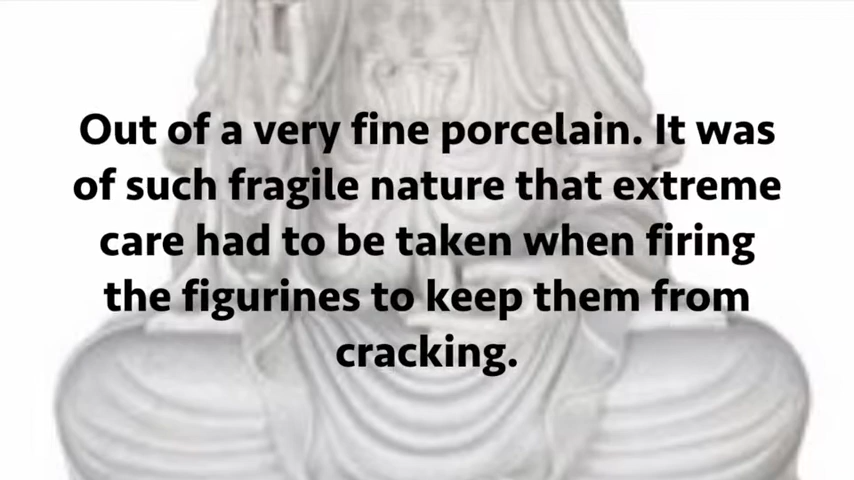 Out of a very fine porcelain. It was
of such fragile nature that extreme
care had to be taken when firing
the figurines to keep them from
cracking.